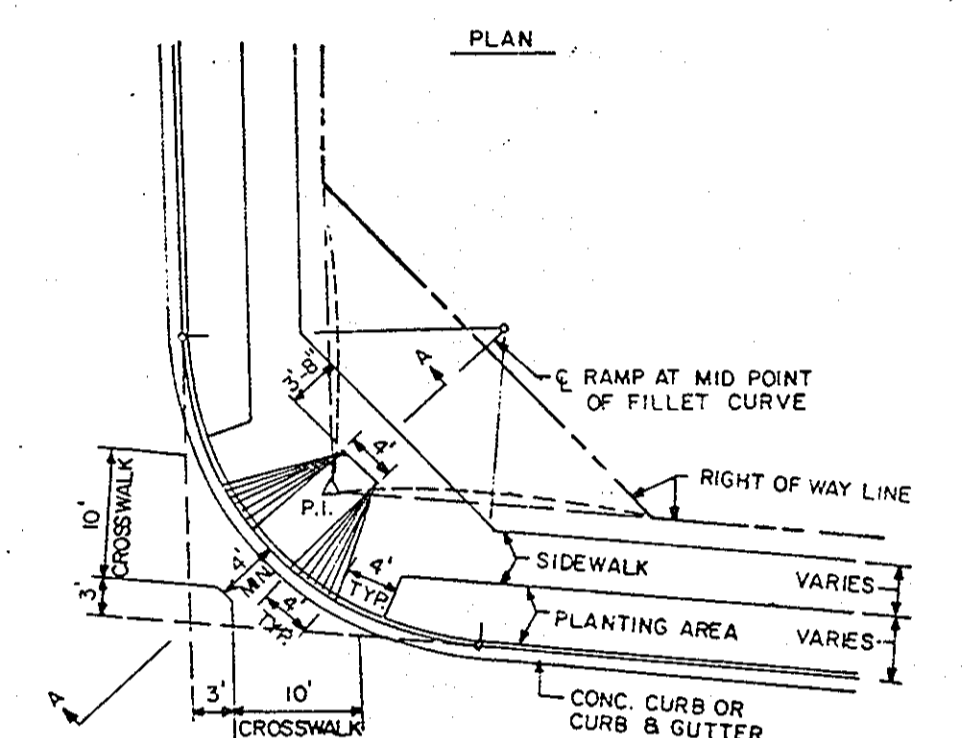 PLAN
A
3'-8"
℄ RAMP AT MID POINT
OF FILLET CURVE
4'
P.I.
RIGHT OF WAY LINE
10'
CROSSWALK
4'
MIN.
4'
TYP.
4'
TYP.
SIDEWALK
VARIES
3'
PLANTING AREA
VARIES
A
3'
10'
CROSSWALK
CONC. CURB OR
CURB & GUTTER